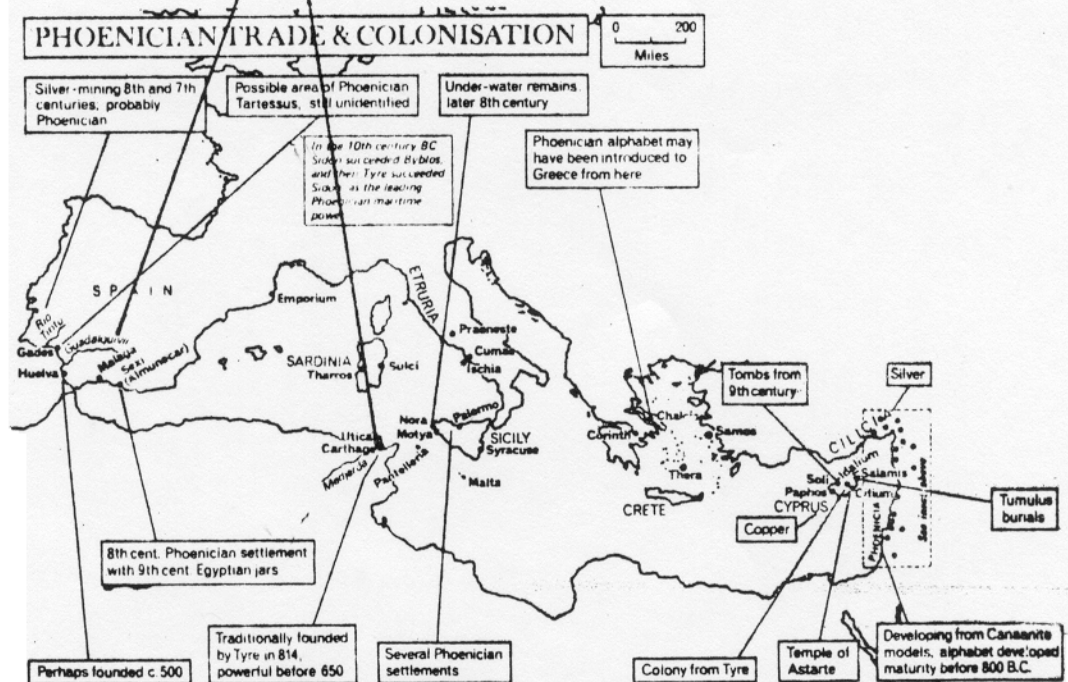 PHOENICIAN TRADE & COLONISATION
0 200
Miles
Silver-mining 8th and 7th
centuries, probably
Phoenician
Possible area of Phoenician
Tartessus, still unidentified
Under-water remains
later 8th century
In the 10th century BC
Sidon succeeded Byblos,
and then Tyre succeeded
Sidon as the leading
Phoenician maritime
power
Phoenician alphabet may
have been introduced to
Greece from here
SPAIN
Rio
Tinto
Guadalquivir
Gades
Huelva
Malaga
Sexi
(Almunecar)
Emporium
ETRURIA
Praeneste
Cumae
Ischia
SARDINIA
Tharros
Sulci
Nora
Motya
Palermo
SICILY
Syracuse
Utica
Carthage
Pantelleria
Malta
Corinth
Chalcis
Samos
Thera
CRETE
Tombs from
9th century
Silver
CILICIA
Idalium
Soli
Salamis
Paphos
Citium
CYPRUS
Copper
PHOENICIA
See inset above
Tumulus
burials
8th cent. Phoenician settlement
with 9th cent. Egyptian jars
Perhaps founded c. 500
Traditionally founded
by Tyre in 814,
powerful before 650
Several Phoenician
settlements
Colony from Tyre
Temple of
Astarte
Developing from Canaanite
models, alphabet developed
maturity before 800 B.C.